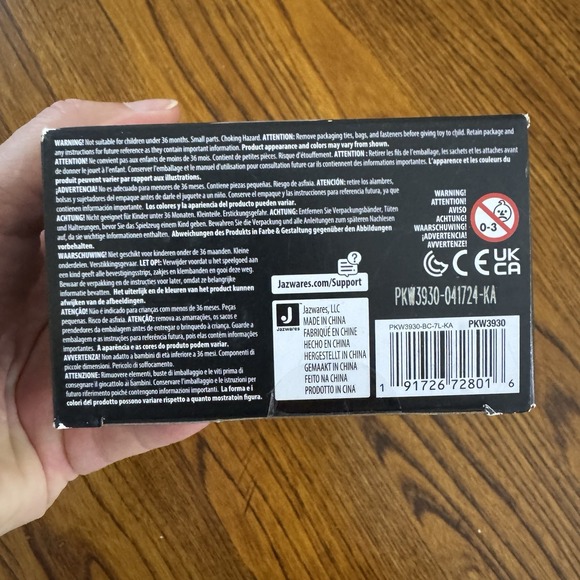 WARNING! Not suitable for children under 36 months. Small parts. Choking Hazard. ATTENTION: Remove packaging ties, bags, and fasteners before giving toy to child. Retain package and
any instructions for future reference as they contain important information. Product appearance and colors may vary from shown.
ATTENTION! Ne convient pas aux enfants de moins de 36 mois. Contient de petites pièces. Risque d'étouffement. ATTENTION : Retirer les fils de l'emballage, les sachets et les attaches avant
de donner le jouet à l'enfant. Conserver l'emballage et le manuel d'utilisation pour consultation future car ils contiennent des informations importantes. L'apparence et les couleurs du
produit peuvent varier par rapport aux illustrations.
¡ADVERTENCIA! No es adecuado para menores de 36 meses. Contiene piezas pequeñas. Riesgo de asfixia. ATENCIÓN: retire los alambres,
bolsas y sujetadores del empaque antes de darle el juguete a un niño. Conserve el empaque y las instrucciones para referencia futura, ya que
contienen información importante. Los colores y la apariencia del producto pueden variar.
ACHTUNG! Nicht geeignet für Kinder unter 36 Monaten. Kleinteile. Erstickungsgefahr. ACHTUNG: Entfernen Sie Verpackungsbänder, Tüten
und Halterungen, bevor Sie das Spielzeug einem Kind geben. Bewahren Sie die Verpackung und alle Anleitungen zum späteren Nachlesen
auf, da sie wichtige Informationen enthalten. Abweichungen des Produkts in Farbe & Gestaltung gegenüber den Abbildungen
vorbehalten.
WAARSCHUWING! Niet geschikt voor kinderen onder 36 maanden. Kleine
onderdelen. Verstikkingsgevaar. LET OP!: Verwijder voordat u het speelgoed aan
een kind geeft alle bevestigingstrips, zakjes en klemband en gooi deze weg.
Bewaar de verpakking en de instructies voor later, omdat ze belangrijke informatie
bevatten. Het uiterlijk en de kleuren van het product kunnen
afwijken van de afbeeldingen.
ATENÇÃO! Não indicado para crianças com menos de 36 meses. Peças
pequenas. Risco de asfixia. ATENÇÃO: remova as amarrações, os sacos e
prendedores da embalagem antes de entregar o brinquedo à criança. Guarde a
embalagem e as instruções para referência futura, pois elas contêm informações
importantes. A aparência e as cores do produto podem variar.
AVVERTENZA! Non adatto a bambini di età inferiore a 36 mesi. Componenti di
piccole dimensioni. Pericolo di soffocamento.
ATTENZIONE: Rimuovere elementi, buste di imballaggio e le viti prima di
consegnare il giocattolo ai bambini. Conservare l'imballaggio e le istruzioni per
futuro riferimento poiché contengono informazioni importanti. La forma e i
colori del prodotto possono variare rispetto a quanto mostrato in figura.
Jazwares.com/Support
J
Jazwares
Jazwares, LLC
MADE IN CHINA
FABRIQUÉ EN CHINE
HECHO EN CHINA
HERGESTELLT IN CHINA
GEMAAKT IN CHINA
FEITO NA CHINA
PRODOTTO IN CINA
WARNING!
ATTENTION!
AVISO
ACHTUNG!
WAARSCHUWING!
¡ADVERTENCIA!
AVVERTENZE!
0-3
CE UK
CA
PKW3930-041724-KA
PKW3930-BC-7L-KA PKW3930
1 91726 72801 6